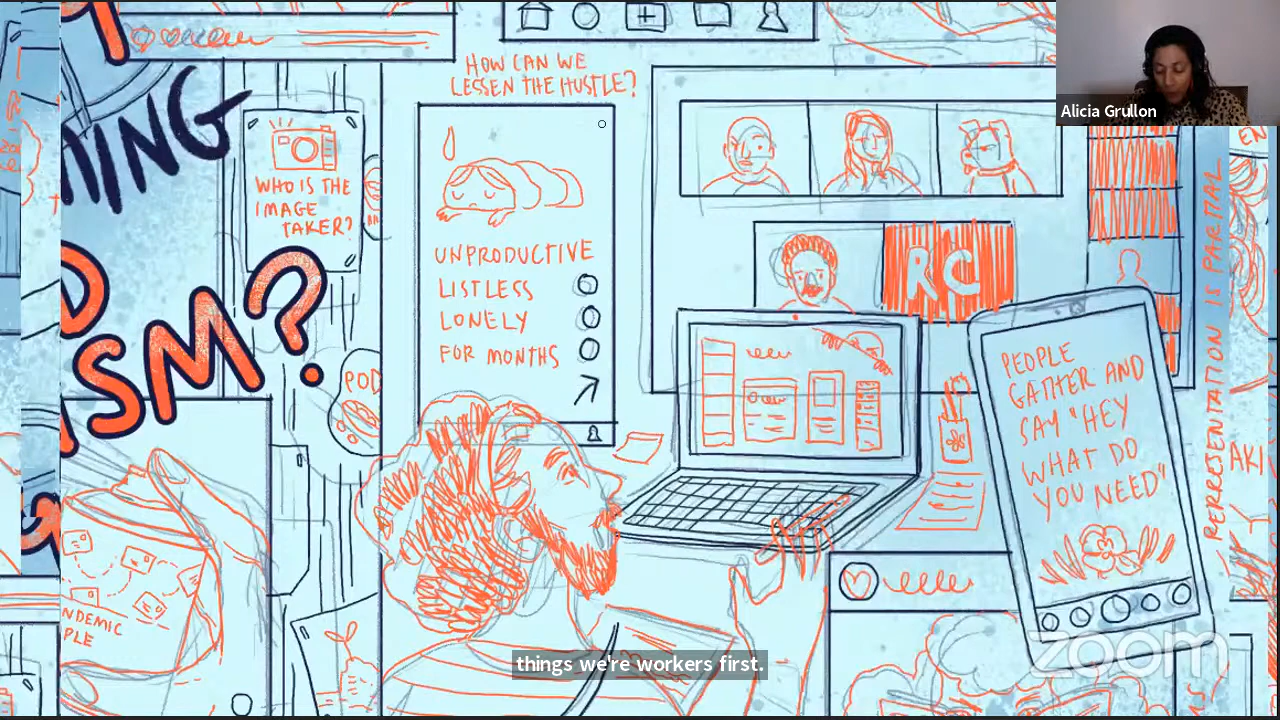 HOW CAN WE
LESSEN THE HUSTLE?
Alicia Grullon
WHO IS THE
IMAGE
TAKER?
UNPRODUCTIVE
LISTLESS
LONELY
FOR MONTHS
RC
PEOPLE
GATHER AND
SAY "HEY
WHAT DO
YOU NEED"
REPRESENTATION IS PARTIAL
SM?
POD
AKI
NDEMIC
PLE
things we're workers first.
zoom